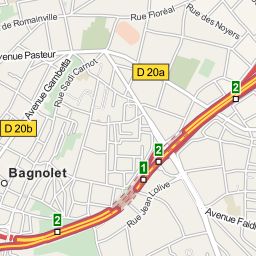 de Romainville
Rue Floréal
Rue des Noyers
Avenue Pasteur
D 20a
Avenue Gambetta
Rue Sadi Carnot
2
D 20b
2
1
Bagnolet
Rue Jean Lolive
2
Avenue Faid